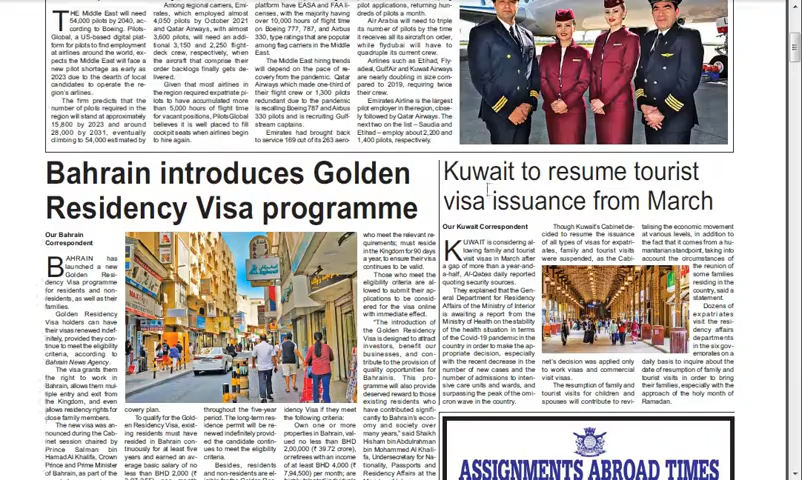 THE Middle East will need
54,000 pilots by 2040, ac-
cording to Boeing. Pilots-
Global, a US-based digital plat-
form for pilots to find employment
at airlines around the world, ex-
pects the Middle East will face a
new pilot shortage as early as
2023 due to the dearth of local
candidates to operate the re-
gion's airlines.
The firm predicts that the
number of pilots required in the
region will stand at approximately
15,800 by 2023 and around
28,000 by 2031, eventually
climbing to 54,000 estimated by
Among regional carriers, Emi-
rates, which employed almost
4,050 pilots by October 2021
and Qatar Airways, with almost
3,600 pilots, will need an addi-
tional 3,150 and 2,250 flight-
deck crew, respectively, when
the aircraft that comprise their
order backlogs finally gets de-
livered.
Given that most airlines in
the region required expatriate pi-
lots to have accumulated more
than 5,000 hours of flight time
for vacant positions, PilotsGlobal
believes it is well placed to fill
cockpit seats when airlines begin
to hire again.
platform have EASA and FAA li-
censes, with the majority having
over 10,000 hours of flight time
on Boeing 777, 787, and Airbus
330, type ratings that are popular
among flag carriers in the Middle
East.
The Middle East hiring trends
will depend on the pace of re-
covery from the pandemic. Qatar
Airways which made one-third of
their flight crew or 1,300 pilots
redundant due to the pandemic
is recalling Boeing 787 and Airbus
330 pilots and is recruiting Gulf-
stream captains.
Emirates had brought back
to service 169 out of its 263 aero-
pilot applications, returning hun-
dreds of pilots a month.
Air Arabia will need to triple
its number of pilots by the time
it receives all its aircraft on order,
while flydubai will have to
quadruple its current crew.
Airlines such as Etihad, Fly-
adeal, Gulf Air and Kuwait Airways
are nearly doubling in size com-
pared to 2019, requiring twice
their crew.
Emirates Airline is the largest
pilot employer in the region, close-
ly followed by Qatar Airways. The
next two on the list – Saudia and
Etihad – employ about 2,200 and
1,400 pilots, respectively.
Bahrain introduces Golden
Residency Visa programme
Our Bahrain
Correspondent
BAHRAIN has
launched a new
Golden Resi-
dency Visa programme
for residents and non-
residents, as well as their
families.
Golden Residency
Visa holders can have
their visas renewed indef-
initely, provided they con-
tinue to meet the eligibility
criteria, according to
Bahrain News Agency.
The visa grants them
the right to work in
Bahrain, allows them mul-
tiple entry and exit from
the Kingdom, and even
allows residency rights for
close family members.
The new visa was an-
nounced during the Cab-
inet session chaired by
Prince Salman bin
Hamad Al Khalifa, Crown
Prince and Prime Minister
of Bahrain, as part of the
covery plan.
To qualify for the Gold-
en Residency Visa, exist-
ing residents must have
resided in Bahrain con-
tinuously for at least five
years and earned an av-
erage basic salary of no
less than BHD 2,000 (₹
throughout the five-year
period. The long-term res-
idence permit will be re-
newed indefinitely provid-
ed the candidate contin-
ues to meet the eligibility
criteria.
Besides, residents
and non-residents are el-
idency Visa if they meet
the following criteria:
Own one or more
properties in Bahrain, val-
ued no less than BHD
2,00,000 (₹ 39.72 crore),
or retirees with an income
of at least BHD 4,000 (₹
7,94,500) per month; are
who meet the relevant re-
quirements; must reside
in the Kingdom for 90 days
a year, to ensure their visa
continues to be valid.
Those who meet the
eligibility criteria are al-
lowed to submit their ap-
plications to be consid-
ered for the visa online
with immediate effect.
"The introduction of
the Golden Residency
Visa is designed to attract
investors, benefit our
businesses, and con-
tribute to the provision of
quality opportunities for
Bahrainis. This pro-
gramme will also provide
deserved reward to those
existing residents who
have contributed signifi-
cantly to Bahrain's econ-
omy and society over
many years," said Shaikh
Hisham bin Abdulrahman
bin Mohammed Al Khali-
fa, Undersecretary for Na-
tionality, Passports and
Residency Affairs at the
Kuwait to resume tourist
visa issuance from March
Our Kuwait Correspondent
KUWAIT is considering al-
lowing family and tourist
visit visas in March after
a gap of more than a year-and-
a-half, Al-Qabas daily reported
quoting security sources.
They explained that the Gen-
eral Department for Residency
Affairs of the Ministry of Interior
is awaiting a report from the
Ministry of Health on the stability
of the health situation in terms
of the Covid-19 pandemic in the
country in order to make the ap-
propriate decision, especially
with the recent decrease in the
number of new cases and the
number of admissions to inten-
sive care units and wards, and
surpassing the peak of the omi-
cron wave in the country.
Though Kuwait's Cabinet de-
cided to resume the issuance
of all types of visas for expatri-
ates, family and tourist visits
were suspended, as the Cabi-
net's decision was applied only
to work visas and commercial
visit visas.
The resumption of family and
tourist visits for children and
spouses will contribute to revi-
talising the economic movement
at various levels, in addition to
the fact that it comes from a hu-
manitarian standpoint, taking into
account the circumstances of
the reunion of
some families
residing in the
country, said a
statement.
Dozens of
expatriates
visit the resi-
dency affairs
departments
in the six gov-
ernorates on a
daily basis to inquire about the
date of resumption of family and
tourist visits in order to bring
their families, especially with the
approach of the holy month of
Ramadan.
ASSIGNMENTS ABROAD TIMES